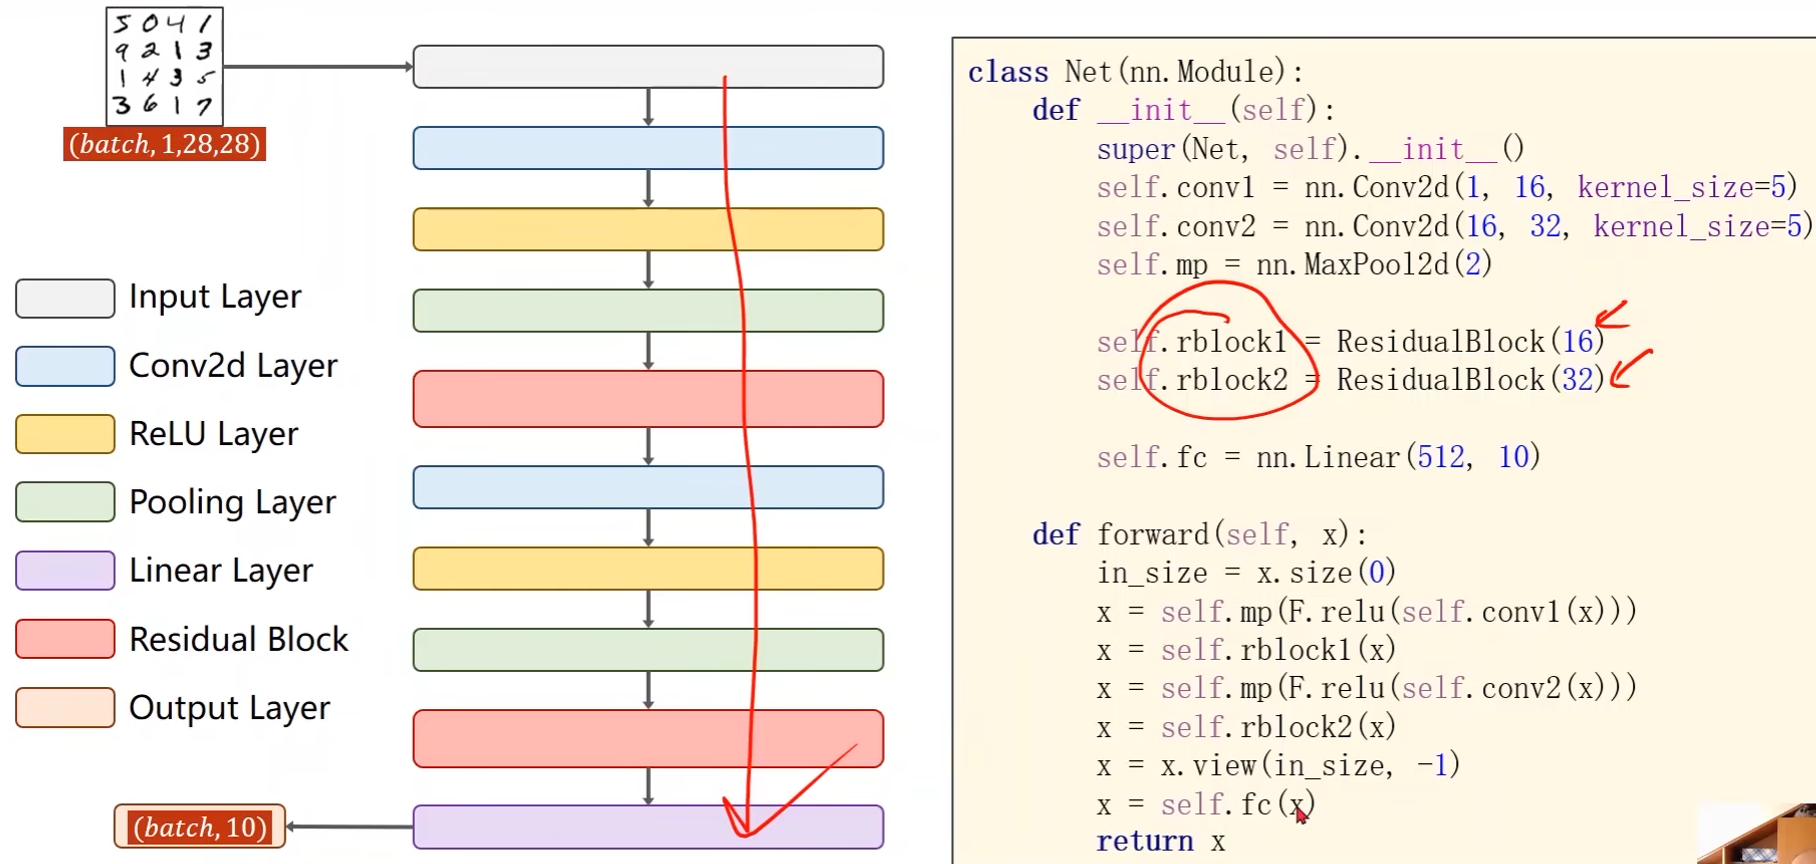 5 0 4 1
9 2 1 3
1 4 3 5
3 6 1 7
(batch, 1,28,28)
Input Layer
Conv2d Layer
ReLU Layer
Pooling Layer
Linear Layer
Residual Block
Output Layer
(batch, 10)
class Net(nn.Module):
def __init__(self):
super(Net, self).__init__()
self.conv1 = nn.Conv2d(1, 16, kernel_size=5)
self.conv2 = nn.Conv2d(16, 32, kernel_size=5)
self.mp = nn.MaxPool2d(2)
self.rblock1 = ResidualBlock(16)
self.rblock2 = ResidualBlock(32)
self.fc = nn.Linear(512, 10)
def forward(self, x):
in_size = x.size(0)
x = self.mp(F.relu(self.conv1(x)))
x = self.rblock1(x)
x = self.mp(F.relu(self.conv2(x)))
x = self.rblock2(x)
x = x.view(in_size, -1)
x = self.fc(x)
return x